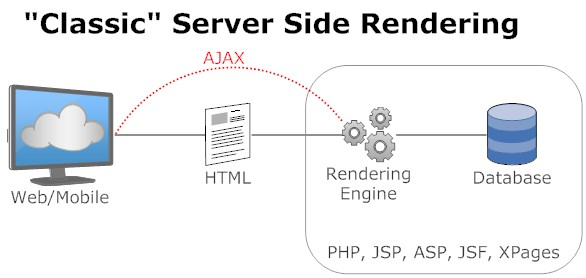 "Classic" Server Side Rendering
AJAX
Web/Mobile
HTML
Rendering
Engine
Database
PHP, JSP, ASP, JSF, XPages